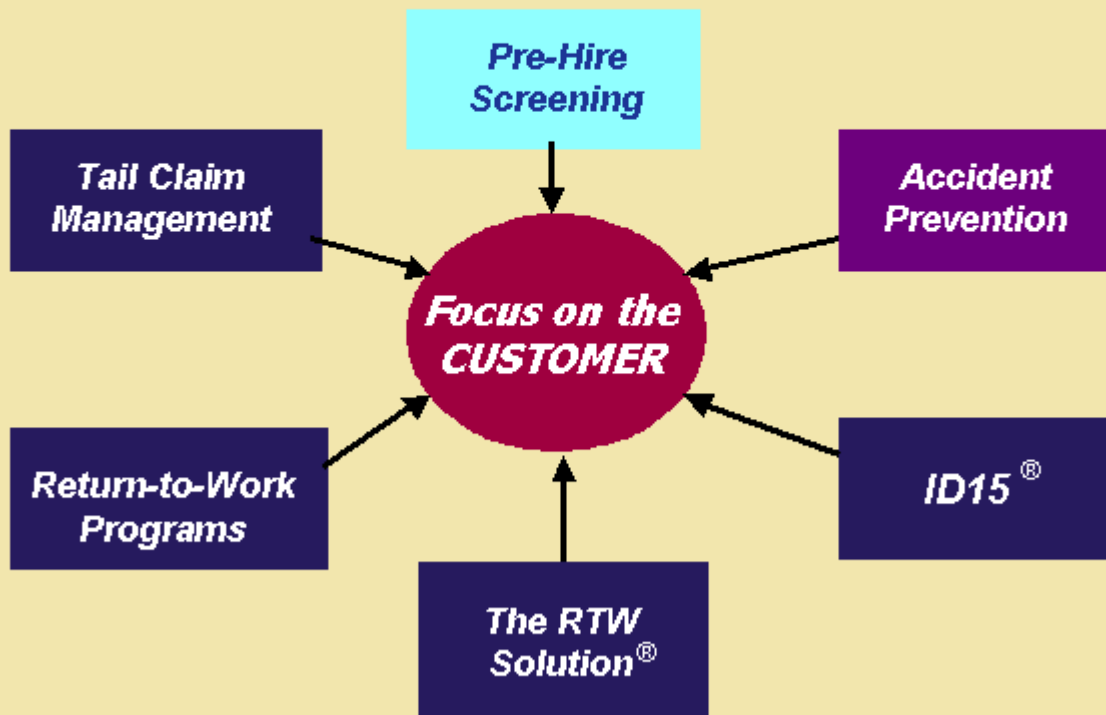 Pre-Hire
Screening
Tail Claim
Management
Accident
Prevention
Focus on the
CUSTOMER
Return-to-Work
Programs
ID15 ®
The RTW
Solution®